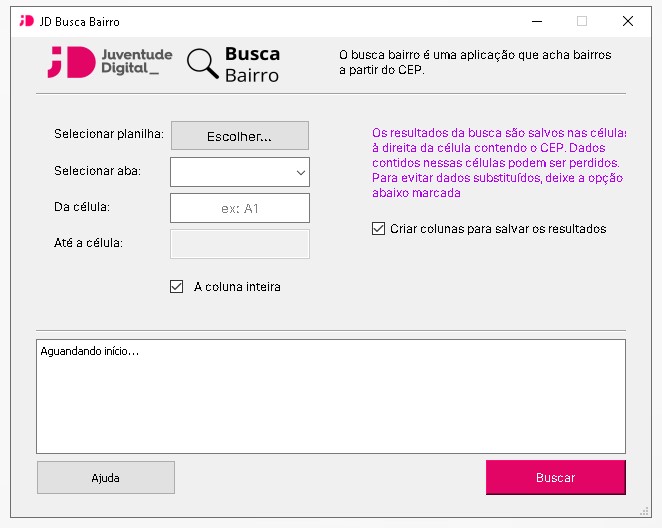 JD Busca Bairro
Juventude
Digital_
Busca
Bairro
O busca bairro é uma aplicação que acha bairros
a partir do CEP.
Selecionar planilha:
Escolher...
Selecionar aba:
Da célula:
ex: A1
Até a célula:
A coluna inteira
Os resultados da busca são salvos nas células
à direita da célula contendo o CEP. Dados
contidos nessas células podem ser perdidos.
Para evitar dados substituídos, deixe a opção
abaixo marcada
Criar colunas para salvar os resultados
Aguandando início...
Ajuda
Buscar